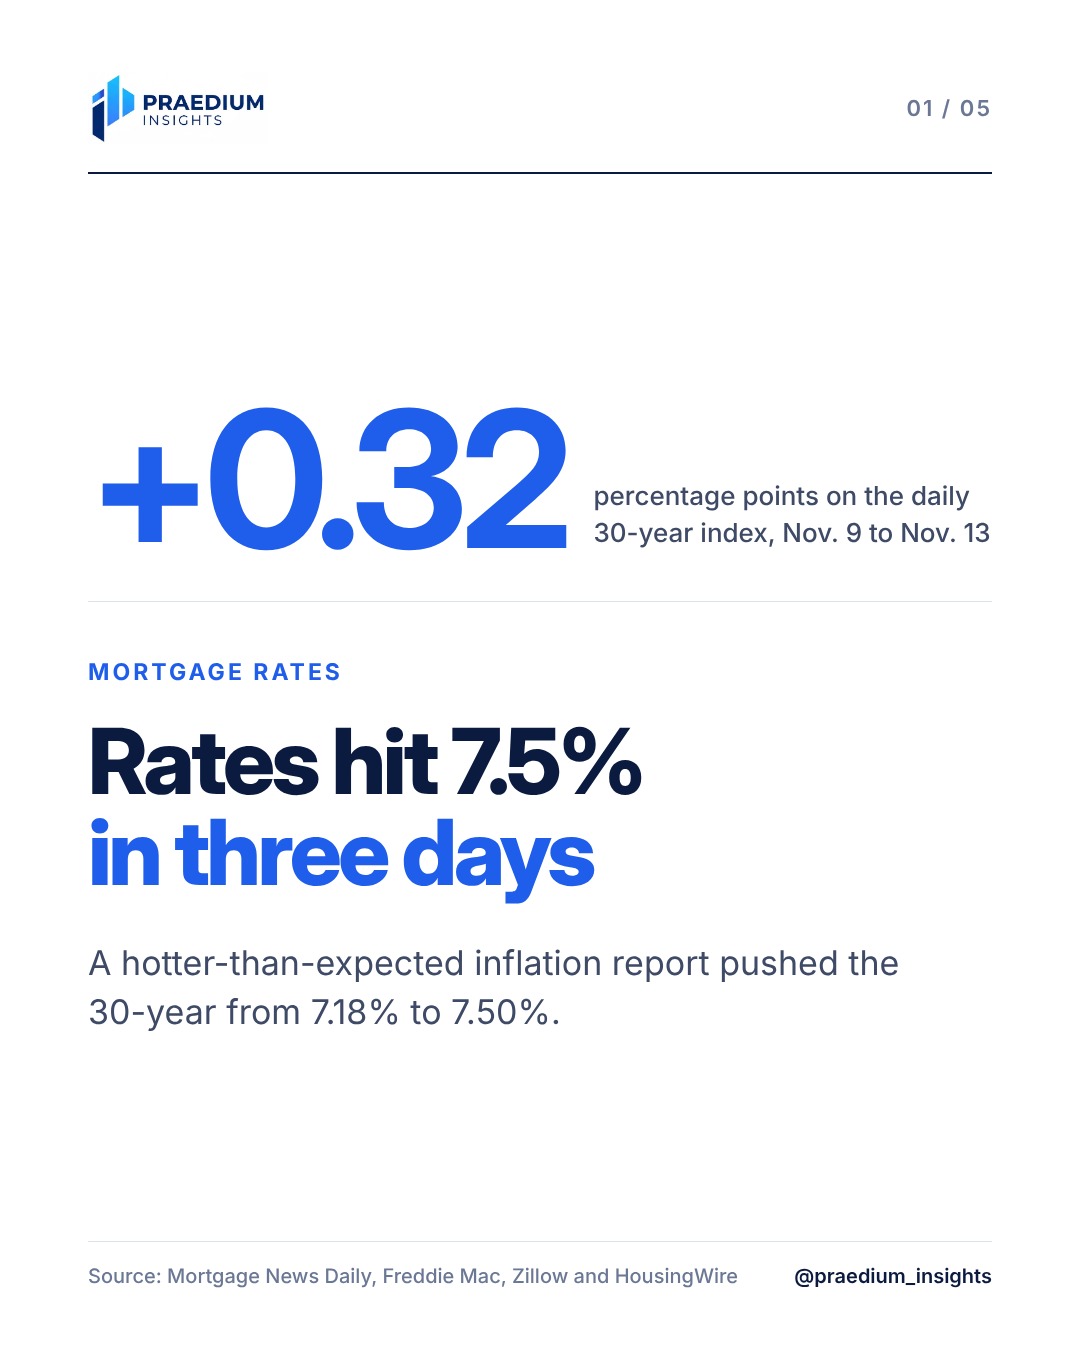 PRAEDIUM
INSIGHTS
01 / 05
+0.32
percentage points on the daily
30-year index, Nov. 9 to Nov. 13
MORTGAGE RATES
Rates hit 7.5%
in three days
A hotter-than-expected inflation report pushed the
30-year from 7.18% to 7.50%.
Source: Mortgage News Daily, Freddie Mac, Zillow and HousingWire
@praedium_insights